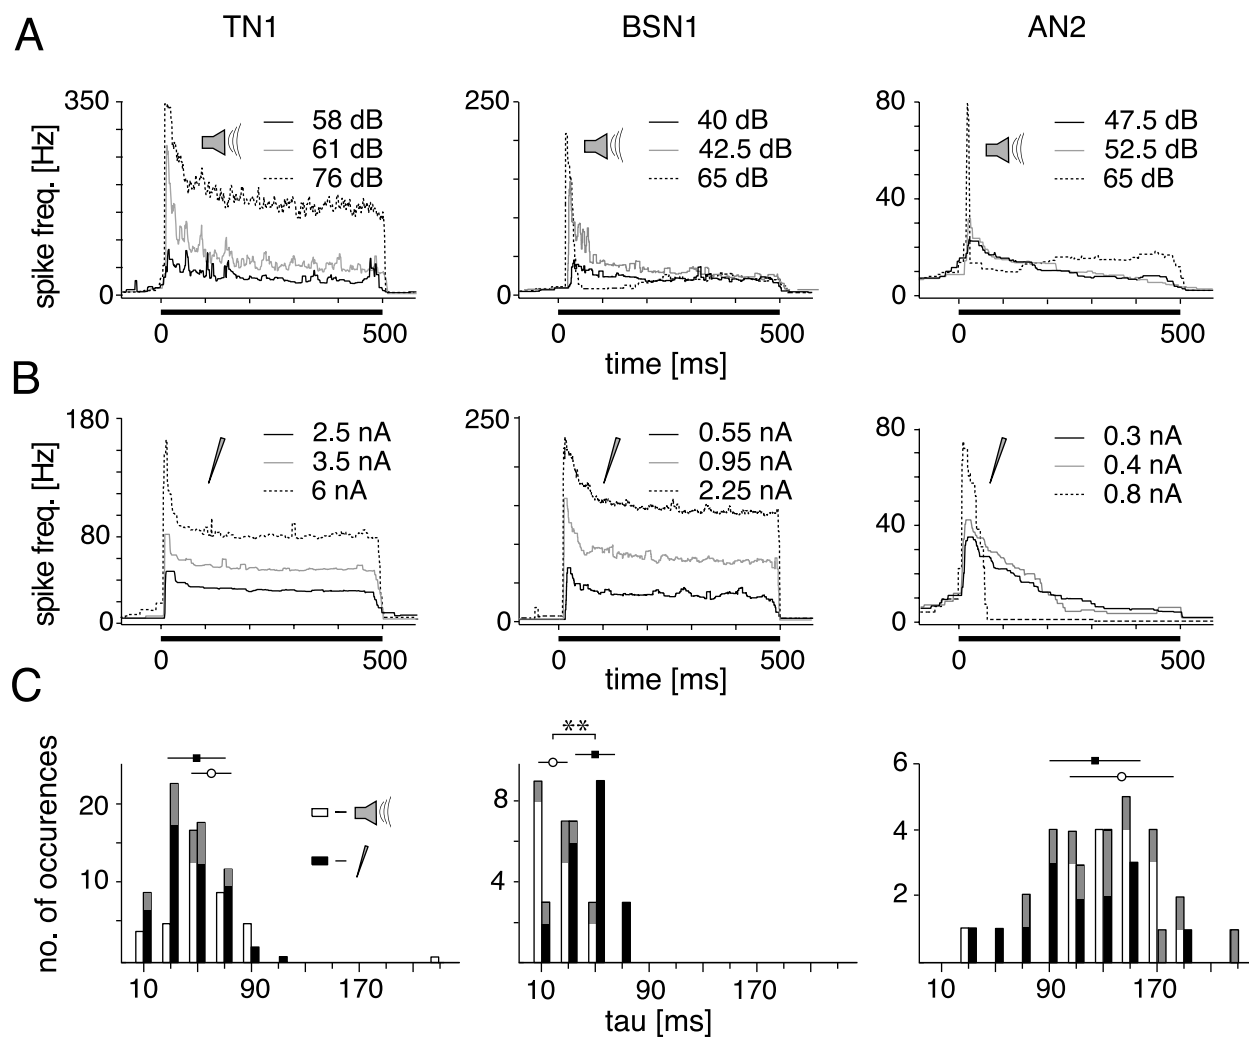 A
TN1
BSN1
AN2
350
0
spike freq. [Hz]
58 dB
61 dB
76 dB
0
500
250
0
40 dB
42.5 dB
65 dB
0
500
80
40
0
47.5 dB
52.5 dB
65 dB
0
500
time [ms]
B
180
80
0
spike freq. [Hz]
2.5 nA
3.5 nA
6 nA
0
500
250
0
0.55 nA
0.95 nA
2.25 nA
0
500
80
40
0
0.3 nA
0.4 nA
0.8 nA
0
500
time [ms]
C
no. of occurences
20
10
10
90
170
**
8
4
10
90
170
6
4
2
10
90
170
tau [ms]